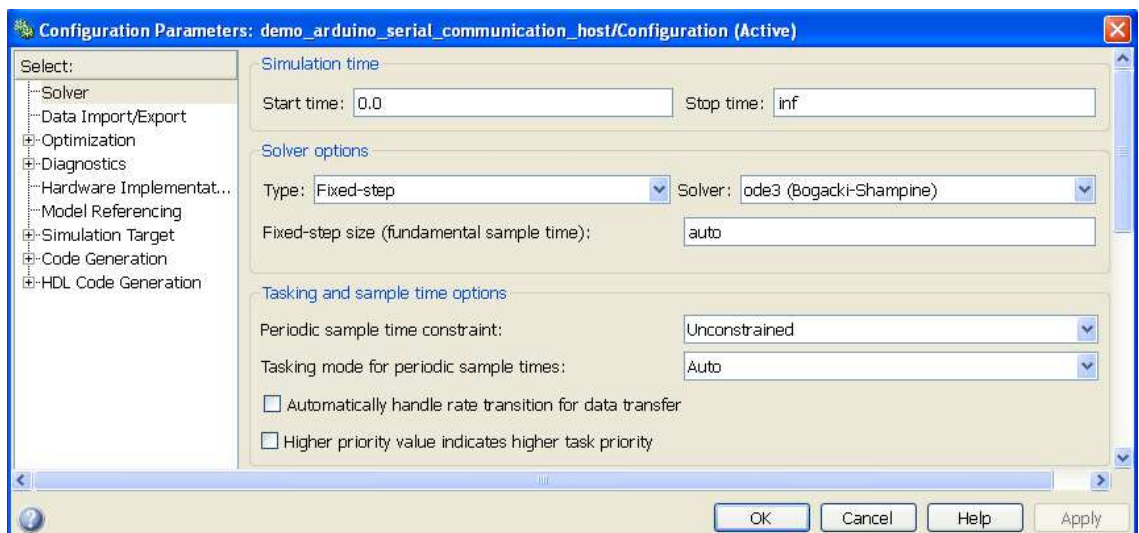 Configuration Parameters: demo_arduino_serial_communication_host/Configuration (Active)
Select:
Solver
Data Import/Export
Optimization
Diagnostics
Hardware Implementat...
Model Referencing
Simulation Target
Code Generation
HDL Code Generation
Simulation time
Start time: 0.0 Stop time: inf
Solver options
Type: Fixed-step Solver: ode3 (Bogacki-Shampine)
Fixed-step size (fundamental sample time): auto
Tasking and sample time options
Periodic sample time constraint: Unconstrained
Tasking mode for periodic sample times: Auto
Automatically handle rate transition for data transfer
Higher priority value indicates higher task priority
OK Cancel Help Apply